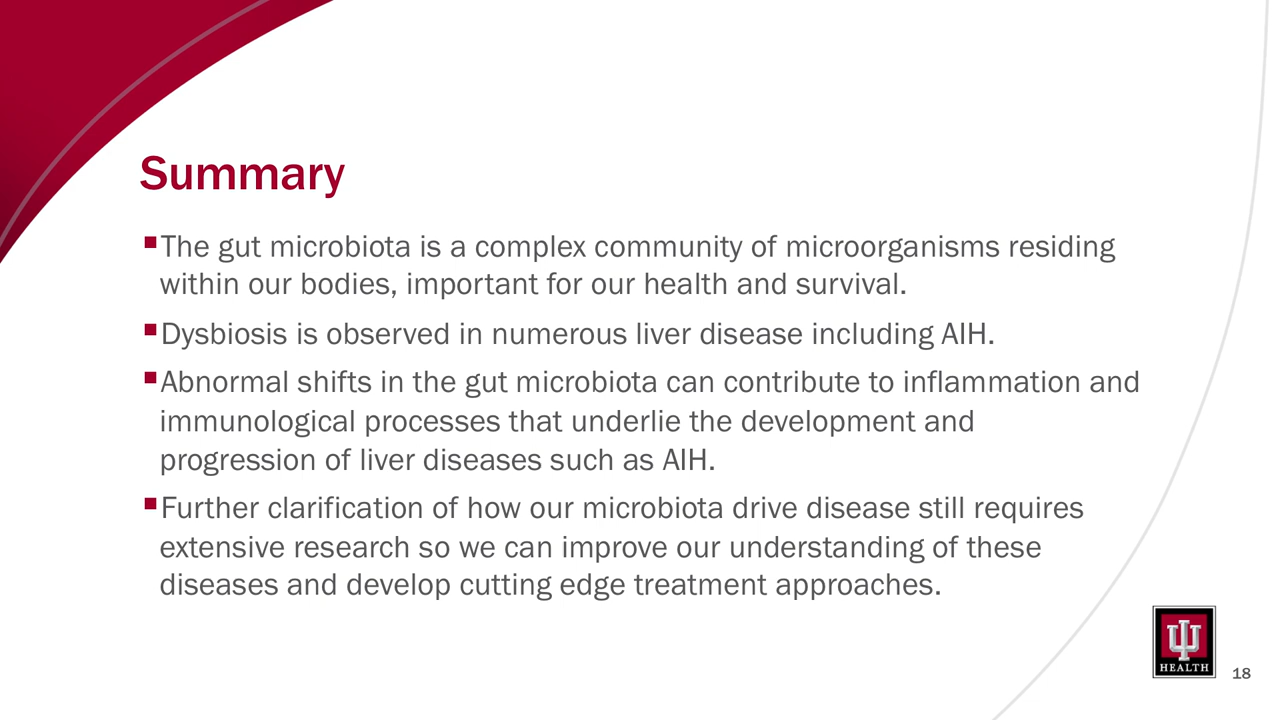 Summary
▪The gut microbiota is a complex community of microorganisms residing
within our bodies, important for our health and survival.
▪Dysbiosis is observed in numerous liver disease including AIH.
▪Abnormal shifts in the gut microbiota can contribute to inflammation and
immunological processes that underlie the development and
progression of liver diseases such as AIH.
▪Further clarification of how our microbiota drive disease still requires
extensive research so we can improve our understanding of these
diseases and develop cutting edge treatment approaches.
IU
HEALTH
18